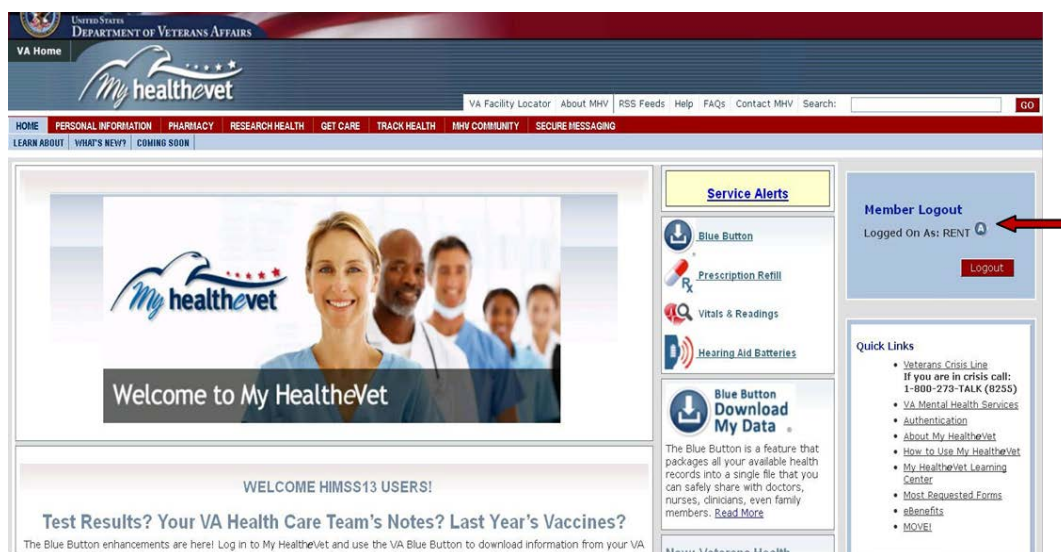 UNITED STATES
DEPARTMENT OF VETERANS AFFAIRS
VA Home
My healthevet
VA Facility Locator About MHV RSS Feeds Help FAQs Contact MHV Search: GO
HOME PERSONAL INFORMATION PHARMACY RESEARCH HEALTH GET CARE TRACK HEALTH MHV COMMUNITY SECURE MESSAGING
LEARN ABOUT WHAT'S NEW? COMING SOON
My healthevet
Welcome to My HealtheVet
WELCOME HIMSS13 USERS!
Test Results? Your VA Health Care Team's Notes? Last Year's Vaccines?
The Blue Button enhancements are here! Log in to My HealtheVet and use the VA Blue Button to download information from your VA
Service Alerts
Blue Button
Rx Prescription Refill
Vitals & Readings
Hearing Aid Batteries
Blue Button
Download
My Data
The Blue Button is a feature that
packages all your available health
records into a single file that you
can safely share with doctors,
nurses, clinicians, even family
members. Read More
Member Logout
Logged On As: RENT A
Logout
Quick Links
Veterans Crisis Line
If you are in crisis call:
1-800-273-TALK (8255)
VA Mental Health Services
Authentication
About My HealtheVet
How to Use My HealtheVet
My HealtheVet Learning
Center
Most Requested Forms
eBenefits
MOVE!